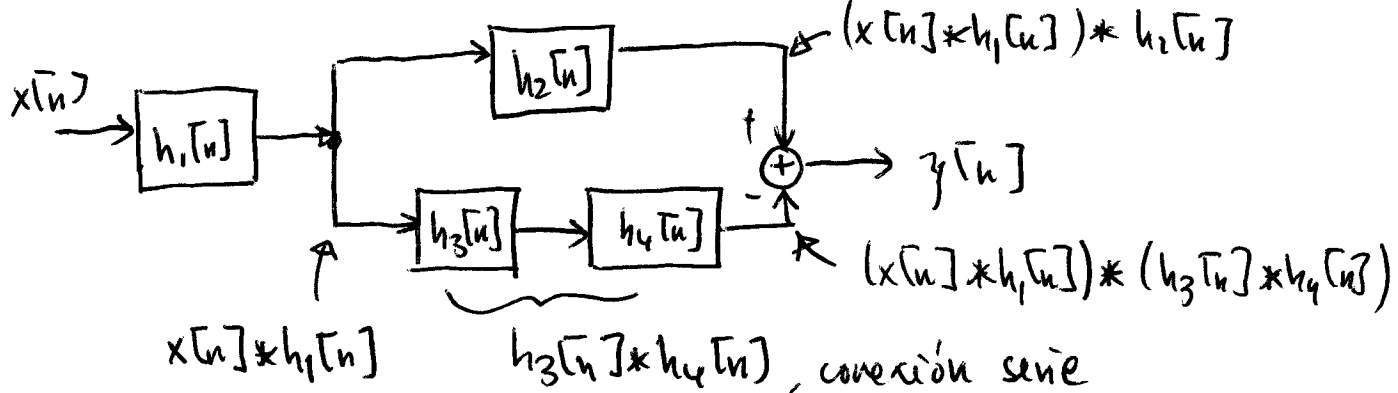 (x[n]*h₁[n])*h₂[n]
x[n]
h₁[n]
h₂[n]
+
+
y[n]
-
h₃[n]
h₄[n]
(x[n]*h₁[n])*(h₃[n]*h₄[n])
x[n]*h₁[n]
h₃[n]*h₄[n], conexión serie